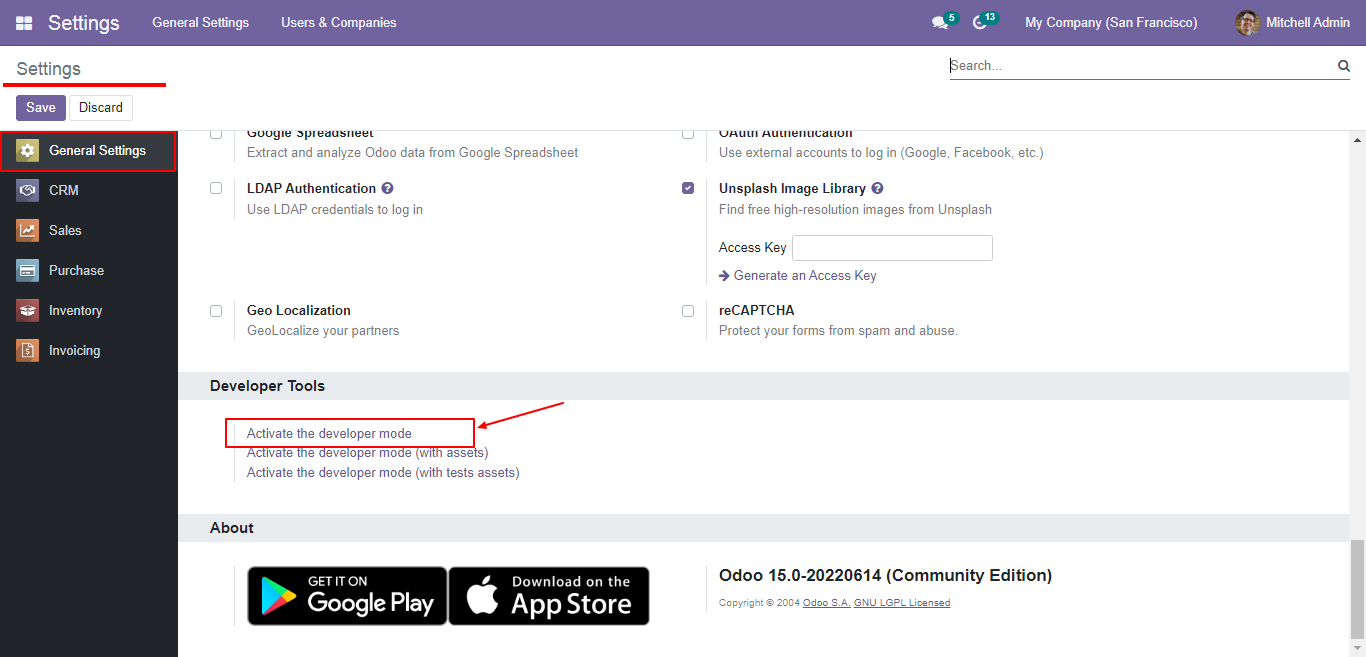 Settings General Settings Users & Companies 5 13 My Company (San Francisco) Mitchell Admin
Settings Search...
Save Discard
General Settings
CRM
Sales
Purchase
Inventory
Invoicing
Google Spreadsheet
Extract and analyze Odoo data from Google Spreadsheet
OAuth Authentication
Use external accounts to log in (Google, Facebook, etc.)
LDAP Authentication ?
Use LDAP credentials to log in
Unsplash Image Library ?
Find free high-resolution images from Unsplash
Access Key
Generate an Access Key
Geo Localization
GeoLocalize your partners
reCAPTCHA
Protect your forms from spam and abuse.
Developer Tools
Activate the developer mode
Activate the developer mode (with assets)
Activate the developer mode (with tests assets)
About
GET IT ON
Google Play
Download on the
App Store
Odoo 15.0-20220614 (Community Edition)
Copyright © 2004 Odoo S.A. GNU LGPL Licensed